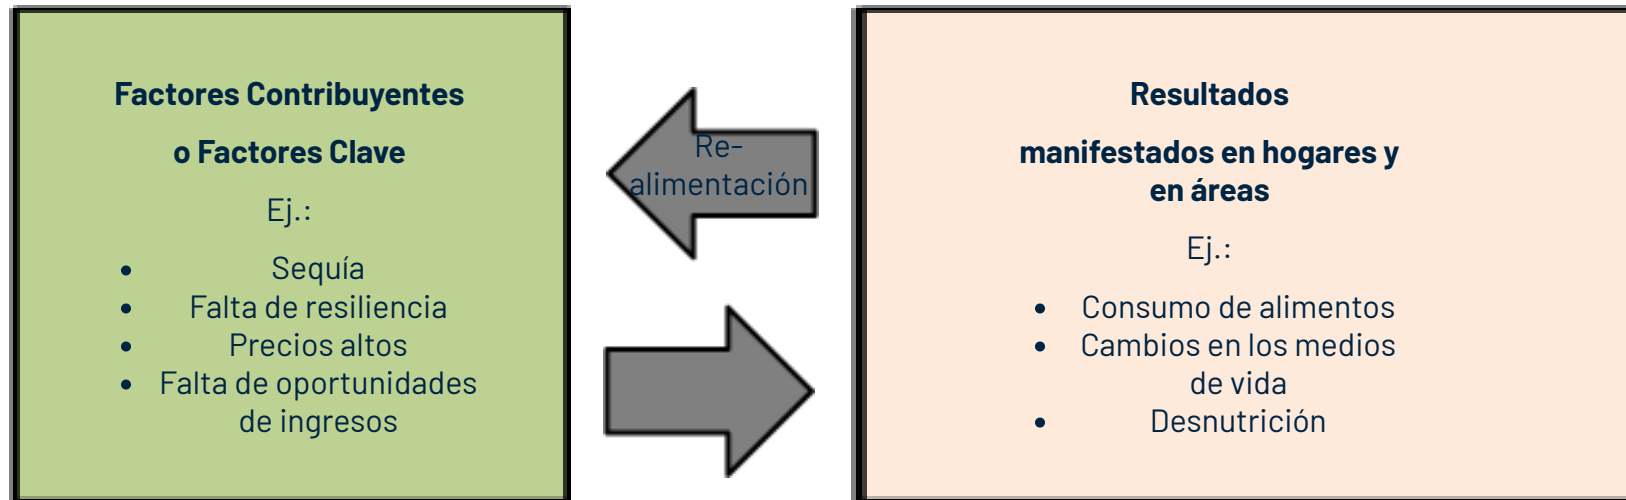 Factores Contribuyentes
o Factores Clave
Ej.:
• Sequía
• Falta de resiliencia
• Precios altos
• Falta de oportunidades
de ingresos
Re-
alimentación
Resultados
manifestados en hogares y
en áreas
Ej.:
• Consumo de alimentos
• Cambios en los medios
de vida
• Desnutrición